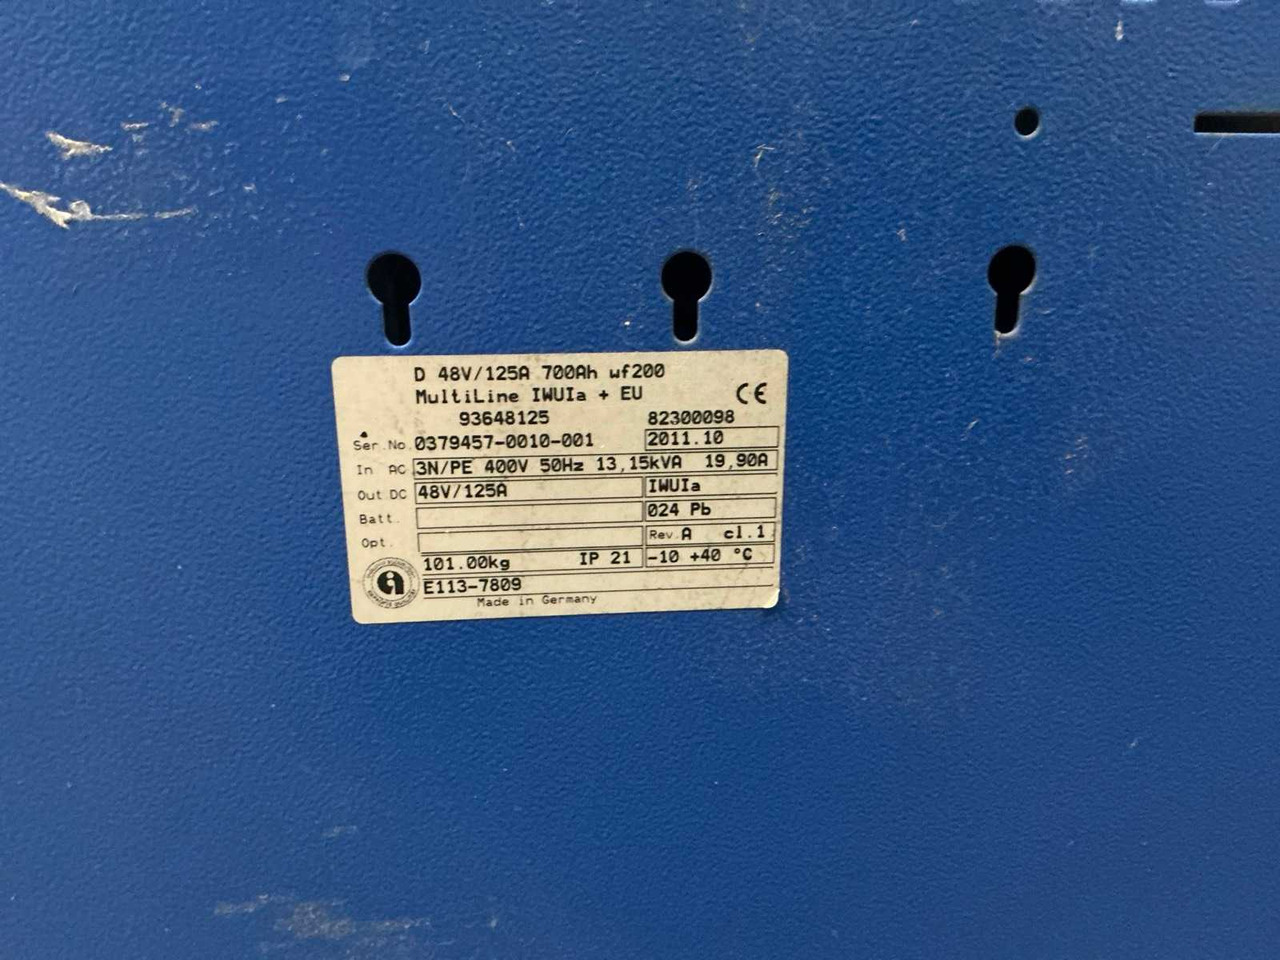 D 48V/125A 700Ah wf200
MultiLine IWUIa + EU CE
93648125 82300098
Ser.No. 0379457-0010-001 2011.10
In AC 3N/PE 400V 50Hz 13,15kVA 19,90A
Out DC 48V/125A IWUIa
Batt. 024 Pb
Opt. Rev. A cl.1
101.00kg IP 21 -10 +40 °C
E113-7809
Made in Germany